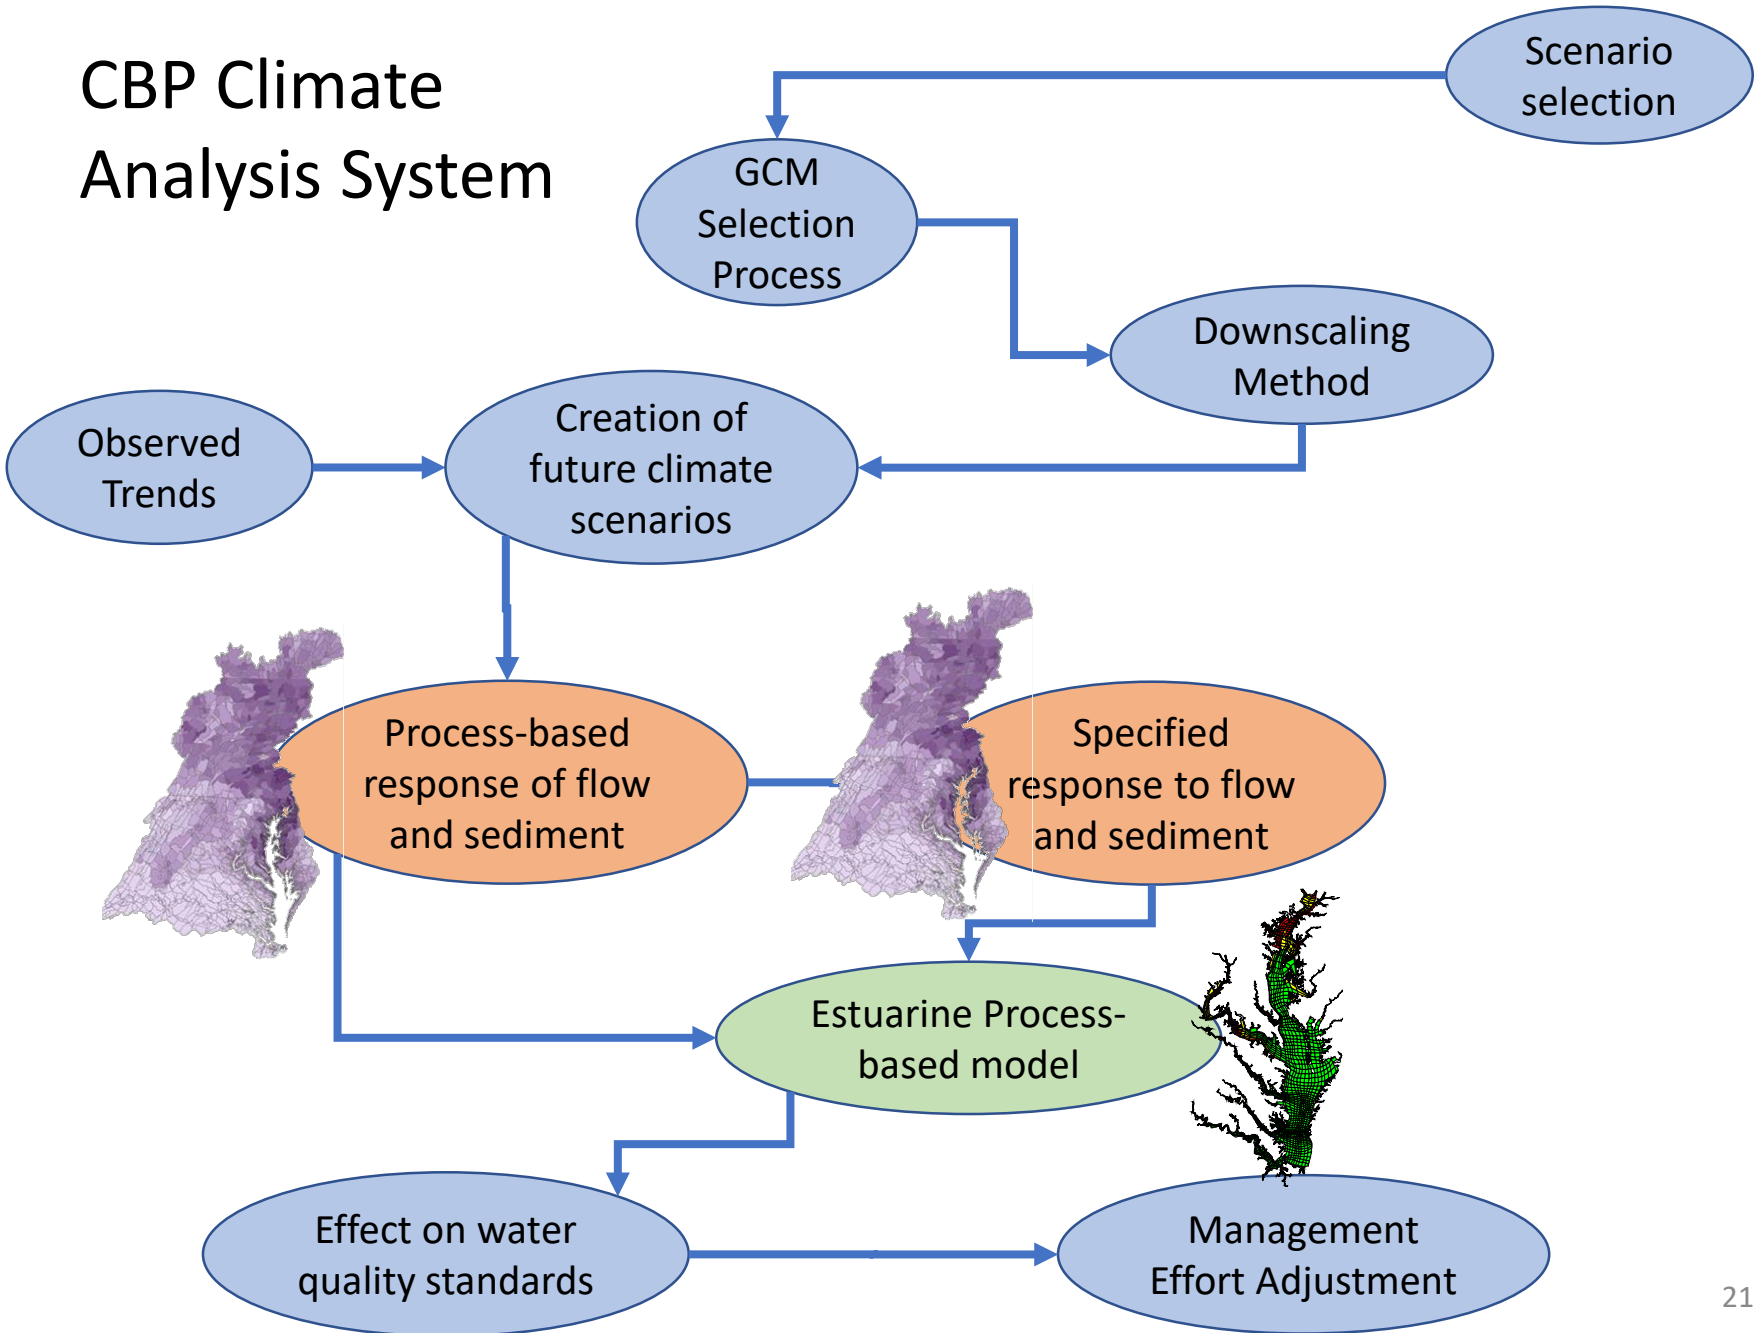 CBP Climate
Analysis System
Scenario
selection
GCM
Selection
Process
Downscaling
Method
Observed
Trends
Creation of
future climate
scenarios
Process-based
response of flow
and sediment
Specified
response to flow
and sediment
Estuarine Process-
based model
Effect on water
quality standards
Management
Effort Adjustment
21